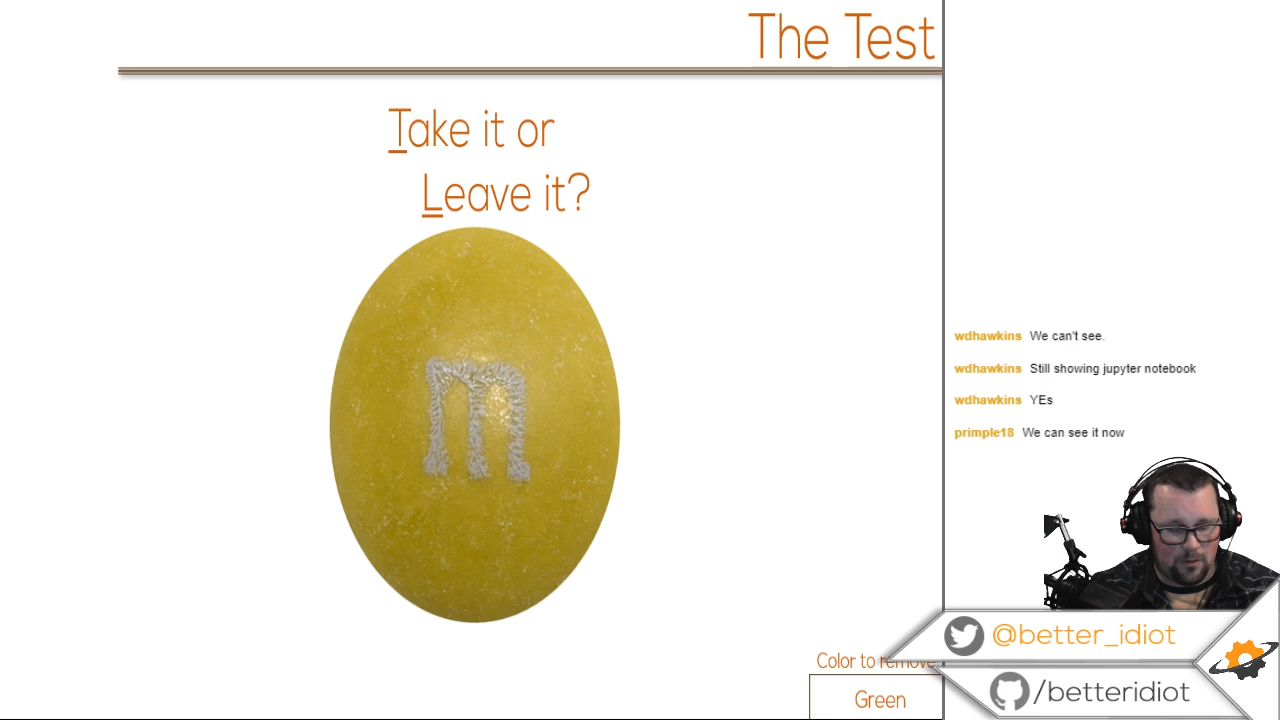 The Test
Take it or
Leave it?
m
wdhawkins We can't see.
wdhawkins Still showing jupyter notebook
wdhawkins YEs
primple18 We can see it now
@better_idiot
Color to remove
Green
/betteridiot